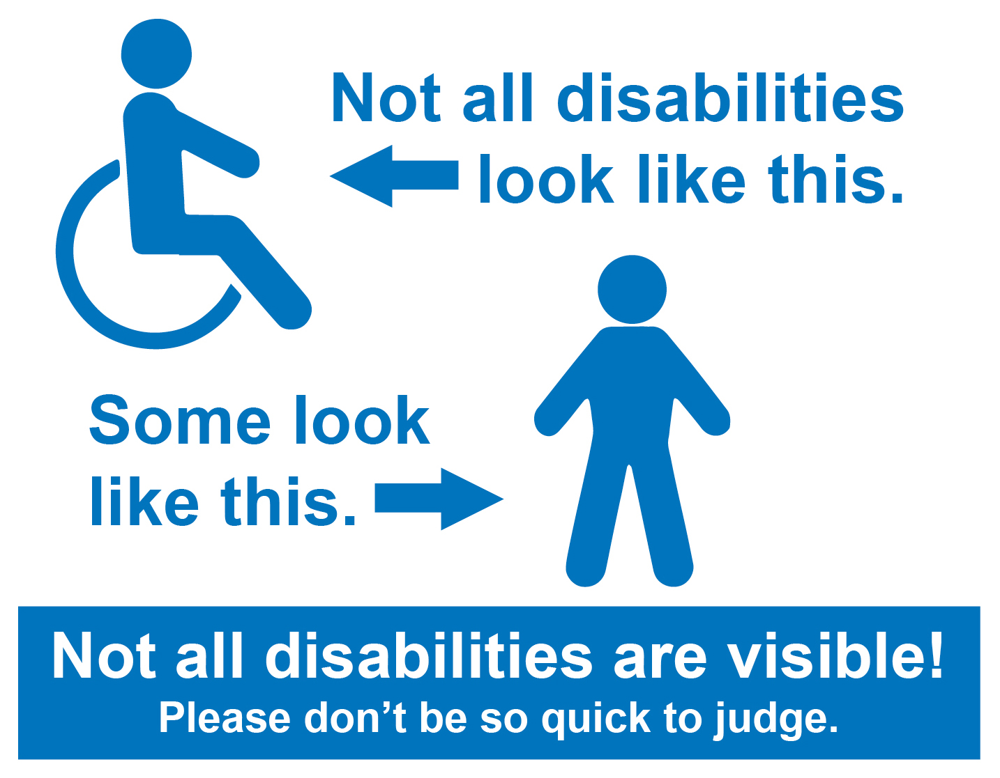 Not all disabilities
look like this.
Some look
like this.
Not all disabilities are visible!
Please don’t be so quick to judge.